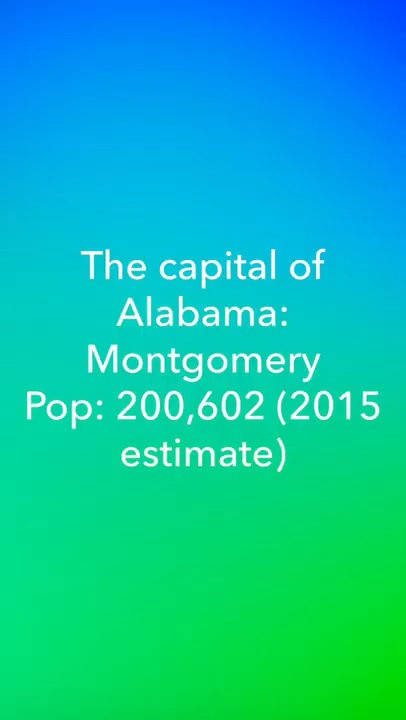 The capital of
Alabama:
Montgomery
Pop: 200,602 (2015
estimate)